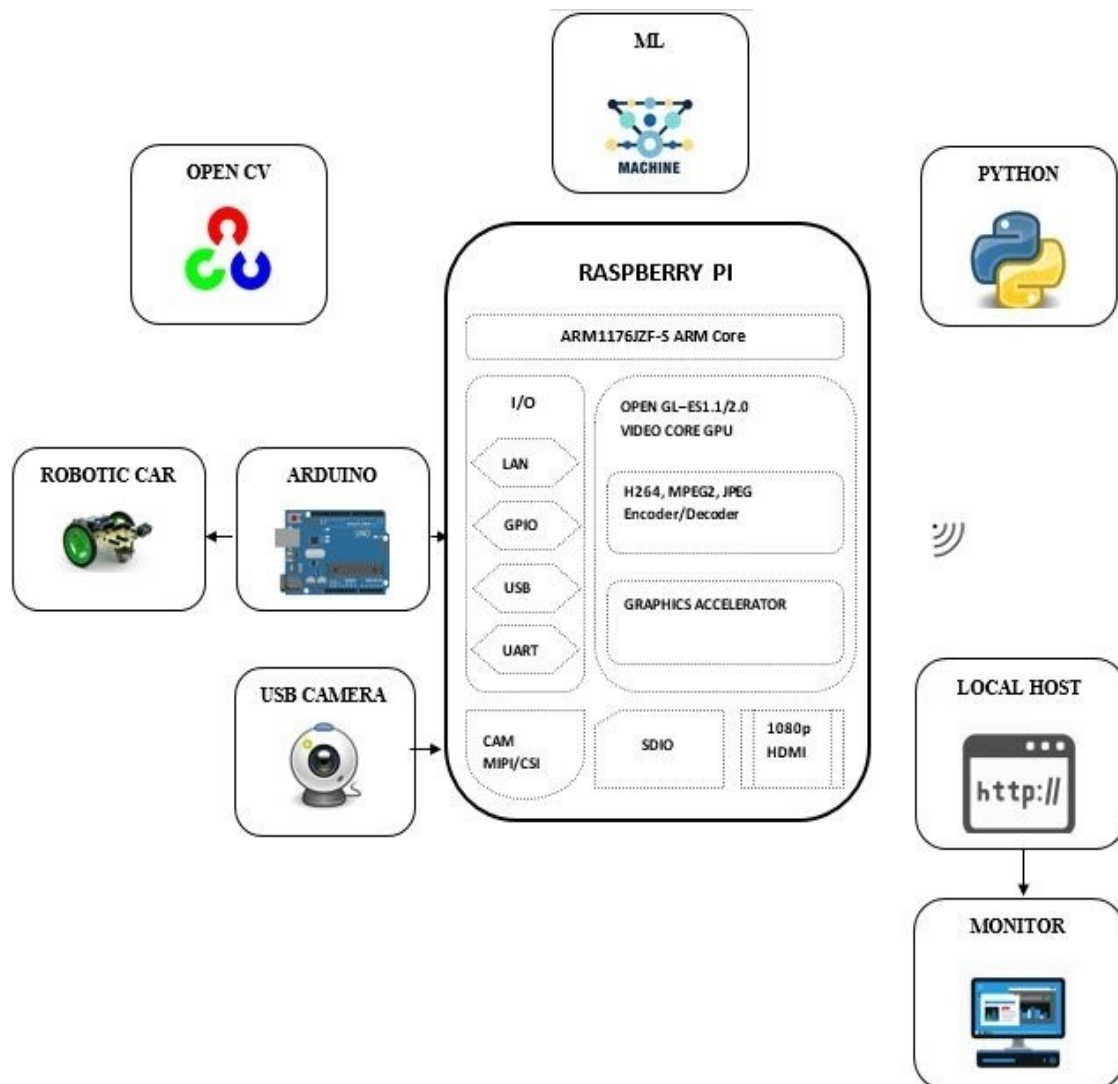 ML
MACHINE
OPEN CV
PYTHON
RASPBERRY PI
ARM1176JZF-S ARM Core
I/O
LAN
GPIO
USB
UART
OPEN GL–ES1.1/2.0
VIDEO CORE GPU
H264, MPEG2, JPEG
Encoder/Decoder
GRAPHICS ACCELERATOR
ROBOTIC CAR
ARDUINO
USB CAMERA
CAM
MIPI/CSI
SDIO
1080p
HDMI
LOCAL HOST
http://
MONITOR